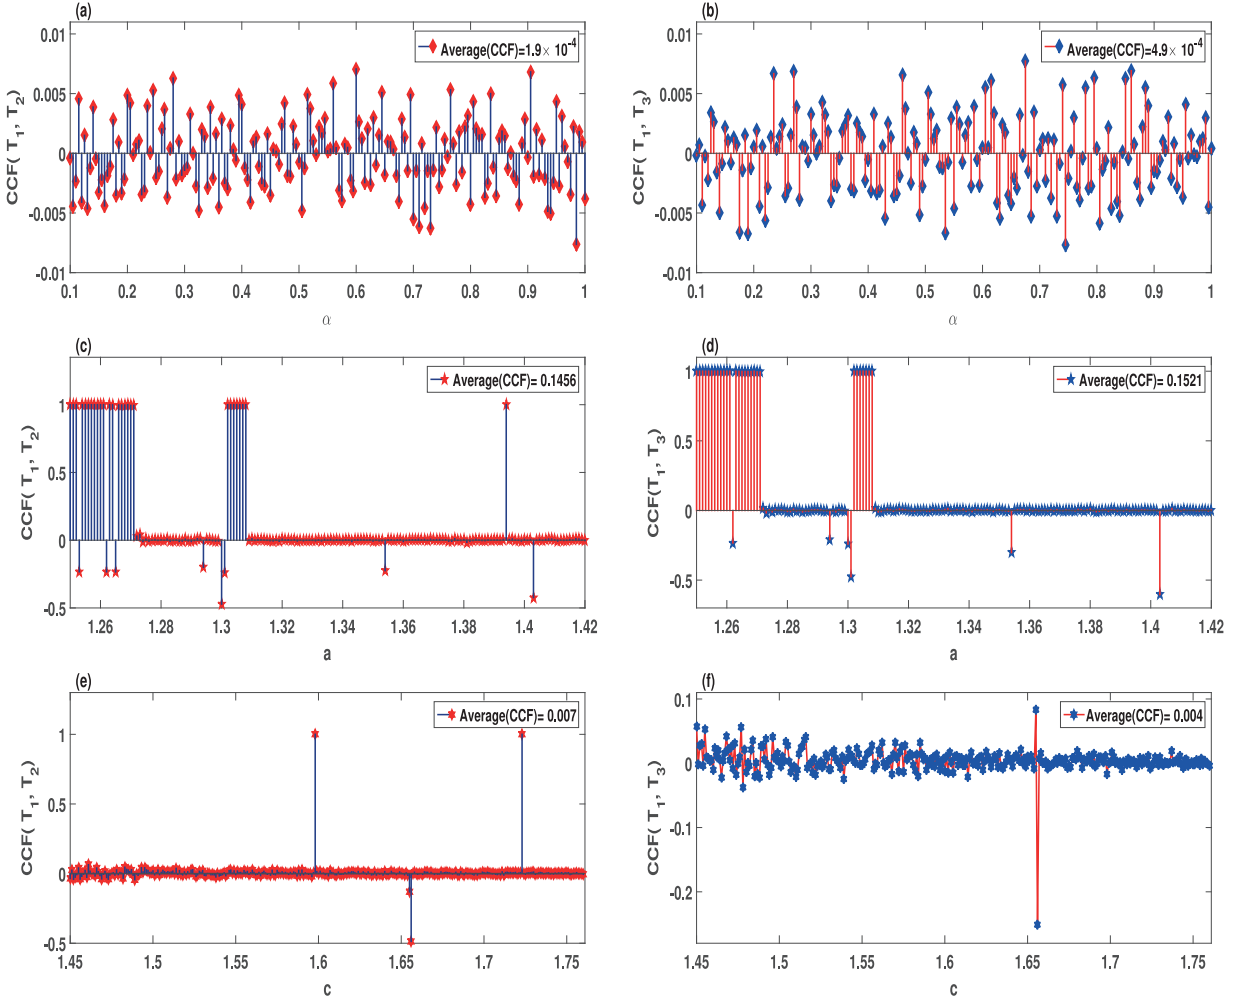 (a)
Average(CCF)=1.9× 10⁻⁴
CCF( T₁, T₂)
0.01
0.005
0
-0.005
-0.01
0.1 0.2 0.3 0.4 0.5 0.6 0.7 0.8 0.9 1
α
(b)
Average(CCF)=4.9× 10⁻⁴
CCF( T₁, T₃)
0.01
0.005
0
-0.005
-0.01
0.1 0.2 0.3 0.4 0.5 0.6 0.7 0.8 0.9 1
α
(c)
Average(CCF)= 0.1456
CCF( T₁, T₂)
1
0.5
0
-0.5
1.26 1.28 1.3 1.32 1.34 1.36 1.38 1.4 1.42
a
(d)
Average(CCF)= 0.1521
CCF(T₁, T₃)
1
0.5
0
-0.5
1.26 1.28 1.3 1.32 1.34 1.36 1.38 1.4 1.42
a
(e)
Average(CCF)= 0.007
CCF( T₁, T₂)
1
0.5
0
-0.5
1.45 1.5 1.55 1.6 1.65 1.7 1.75
c
(f)
Average(CCF)= 0.004
CCF( T₁, T₃)
0.1
0
-0.1
-0.2
1.45 1.5 1.55 1.6 1.65 1.7 1.75
c